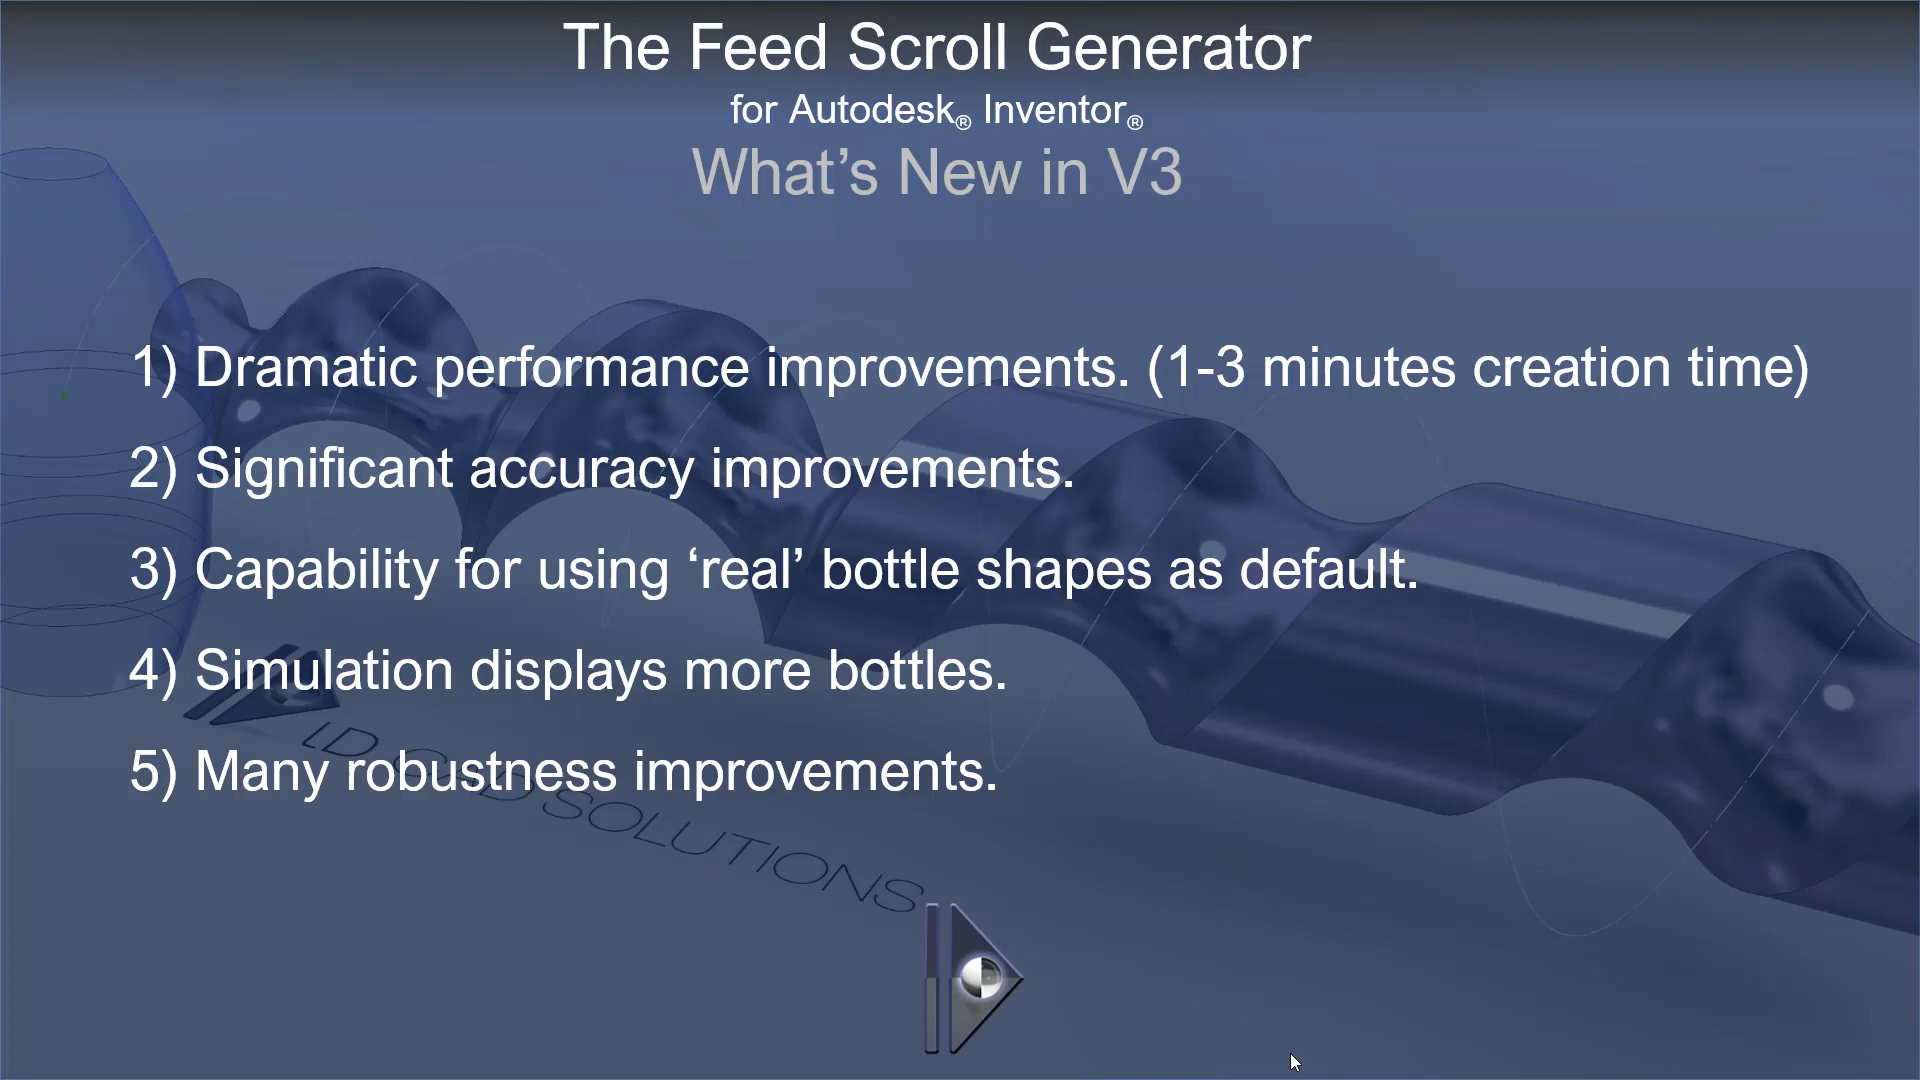 The Feed Scroll Generator
for Autodesk® Inventor®
What’s New in V3
1) Dramatic performance improvements. (1-3 minutes creation time)
2) Significant accuracy improvements.
3) Capability for using ‘real’ bottle shapes as default.
4) Simulation displays more bottles.
5) Many robustness improvements.
LD CAD SOLUTIONS